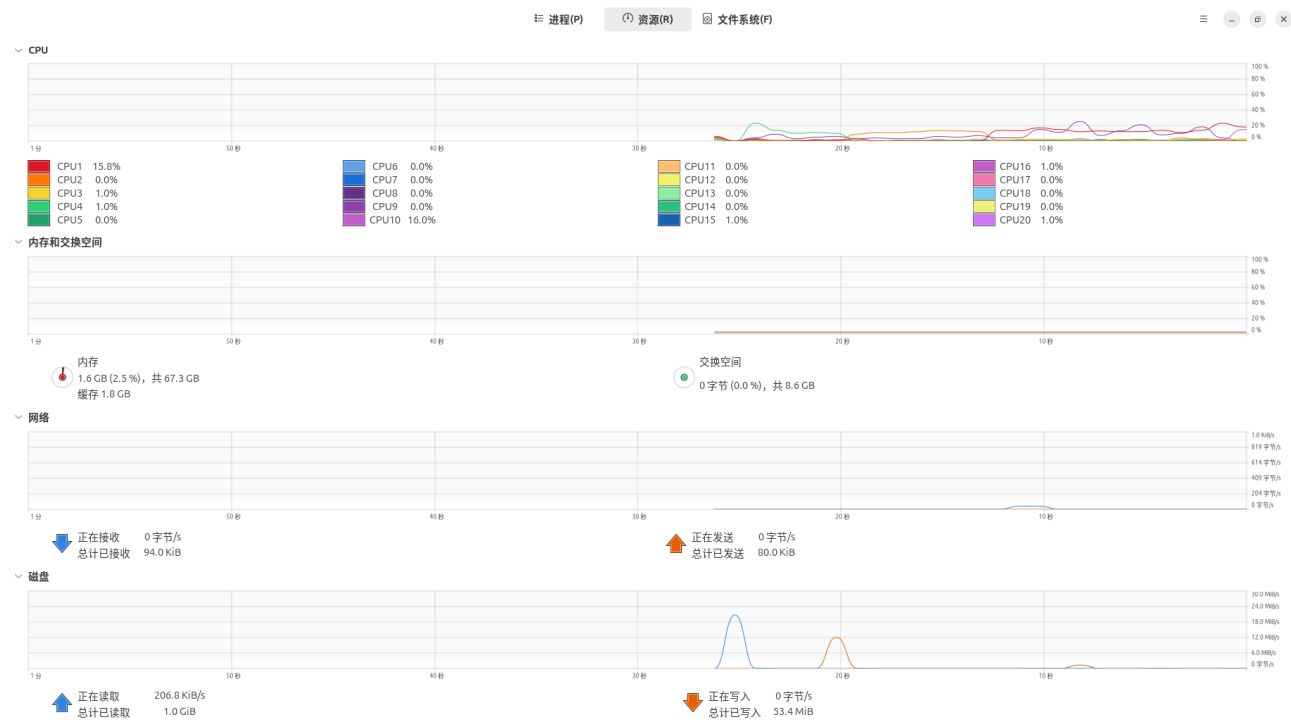 进程(P) 资源(R) 文件系统(F)
CPU
100 %
80 %
60 %
40 %
20 %
0 %
1 分 50 秒 40 秒 30 秒 20 秒 10 秒
CPU1 15.8% CPU6 0.0% CPU11 0.0% CPU16 1.0%
CPU2 0.0% CPU7 0.0% CPU12 0.0% CPU17 0.0%
CPU3 1.0% CPU8 0.0% CPU13 0.0% CPU18 0.0%
CPU4 1.0% CPU9 0.0% CPU14 0.0% CPU19 0.0%
CPU5 0.0% CPU10 16.0% CPU15 1.0% CPU20 1.0%
内存和交换空间
100 %
80 %
60 %
40 %
20 %
0 %
1 分 50 秒 40 秒 30 秒 20 秒 10 秒
内存
1.6 GB (2.5 %)，共 67.3 GB
缓存 1.8 GB
交换空间
0 字节 (0.0 %)，共 8.6 GB
网络
1.0 KiB/s
819 字节/s
614 字节/s
409 字节/s
204 字节/s
0 字节/s
1 分 50 秒 40 秒 30 秒 20 秒 10 秒
正在接收 0 字节/s 正在发送 0 字节/s
总计已接收 94.0 KiB 总计已发送 80.0 KiB
磁盘
30.0 MiB/s
24.0 MiB/s
18.0 MiB/s
12.0 MiB/s
6.0 MiB/s
0 字节/s
1 分 50 秒 40 秒 30 秒 20 秒 10 秒
正在读取 206.8 KiB/s 正在写入 0 字节/s
总计已读取 1.0 GiB 总计已写入 53.4 MiB